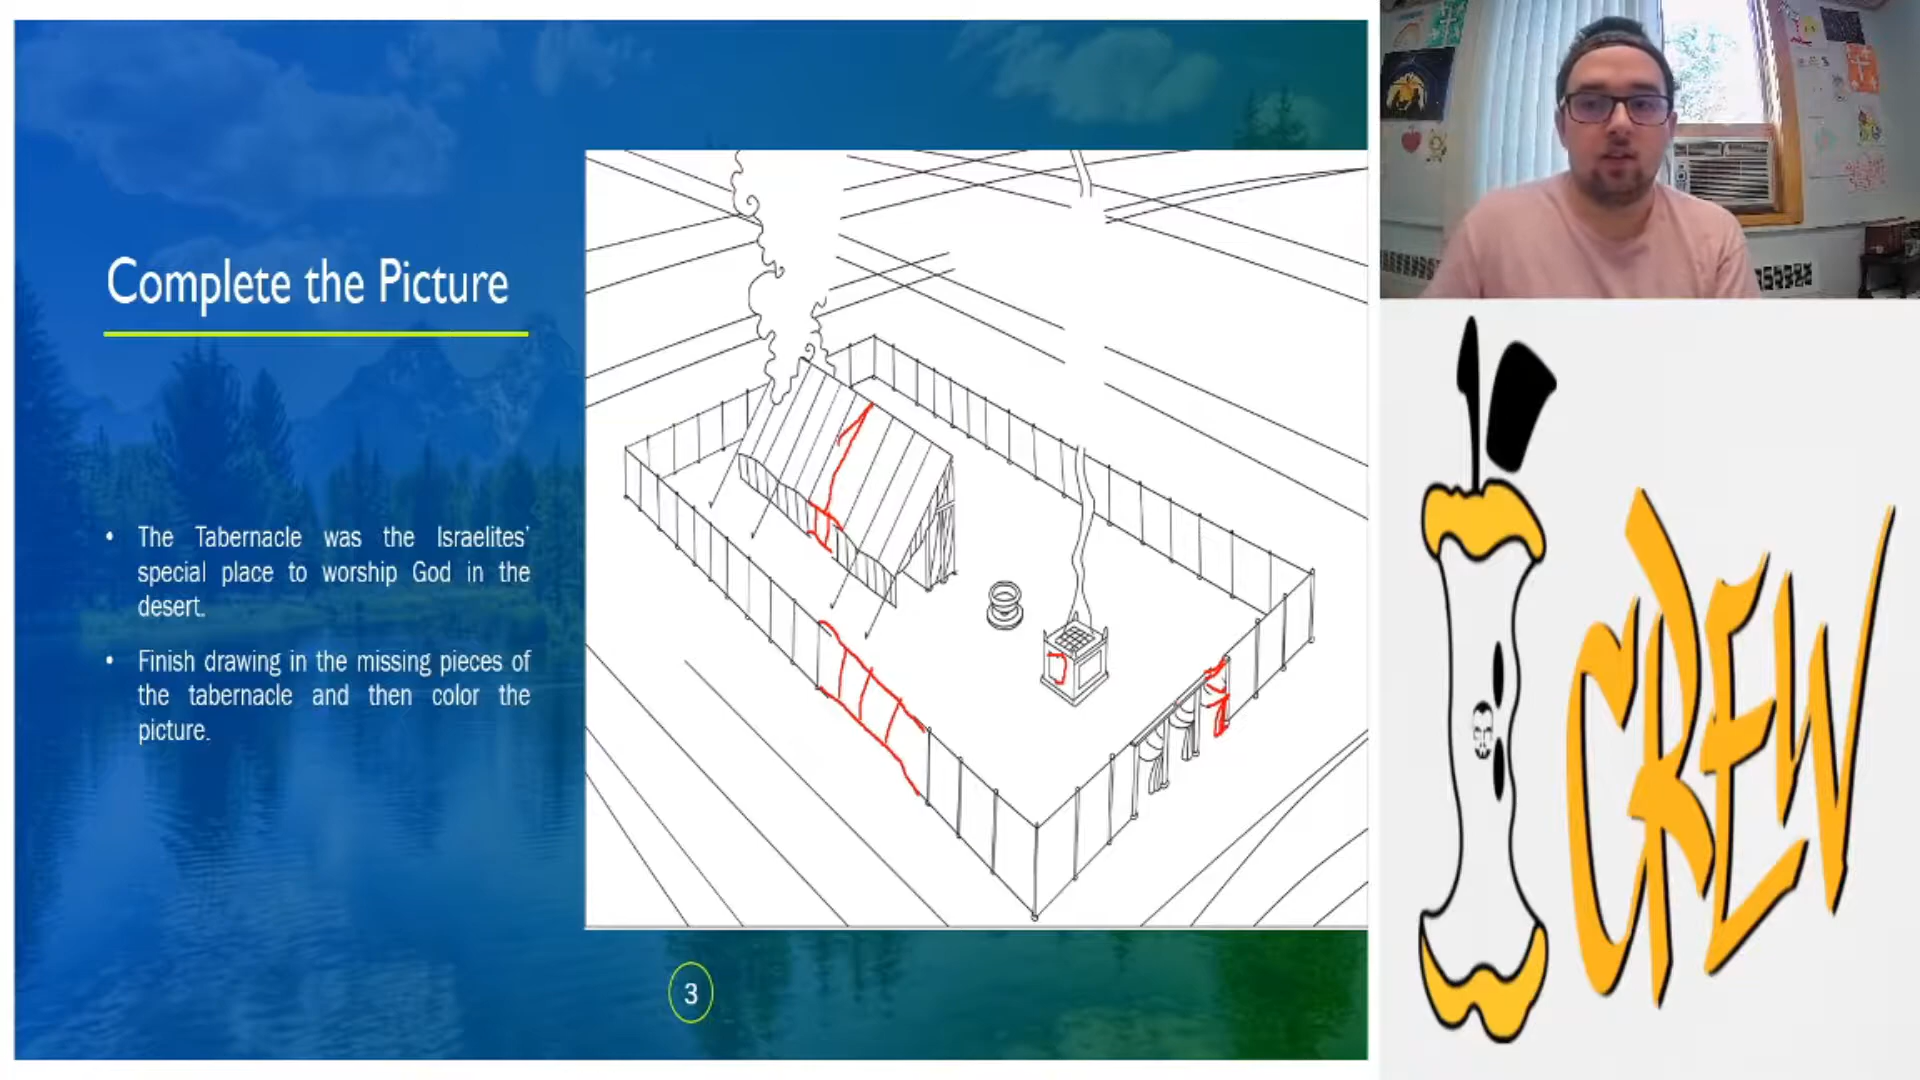 Complete the Picture
• The Tabernacle was the Israelites'
special place to worship God in the
desert.
• Finish drawing in the missing pieces of
the tabernacle and then color the
picture.
3
CREW